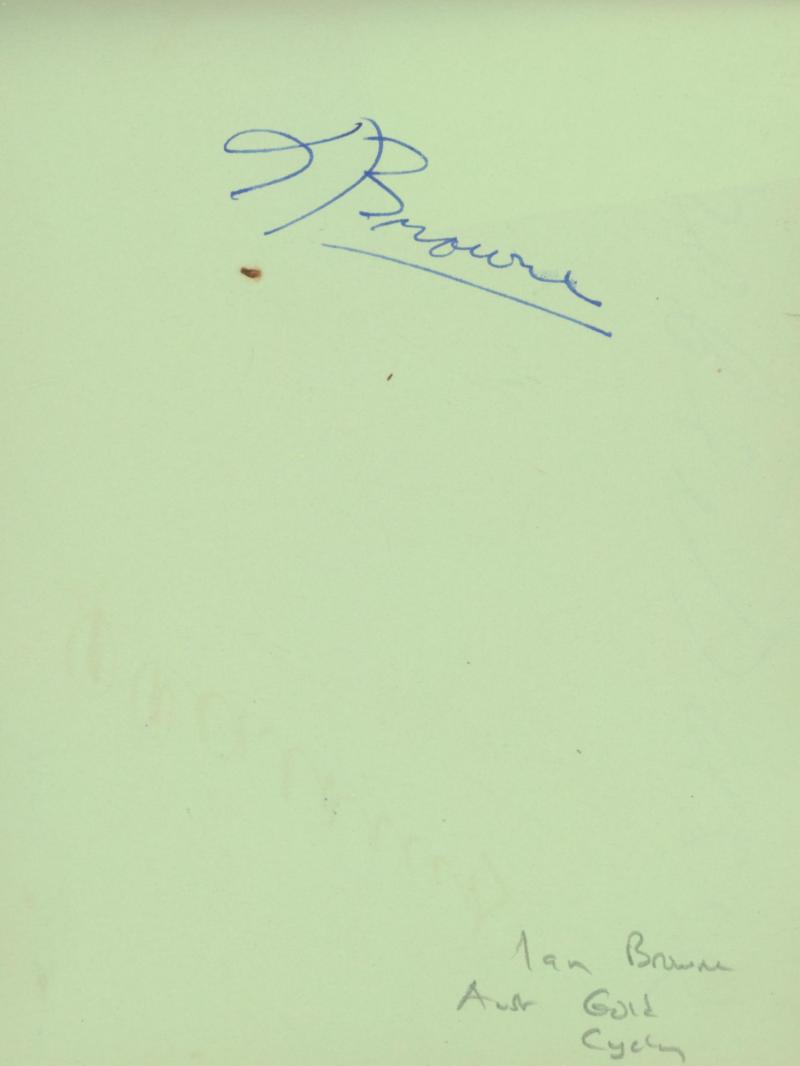 I Browne
Ian Browne
Aust Gold
Cycling